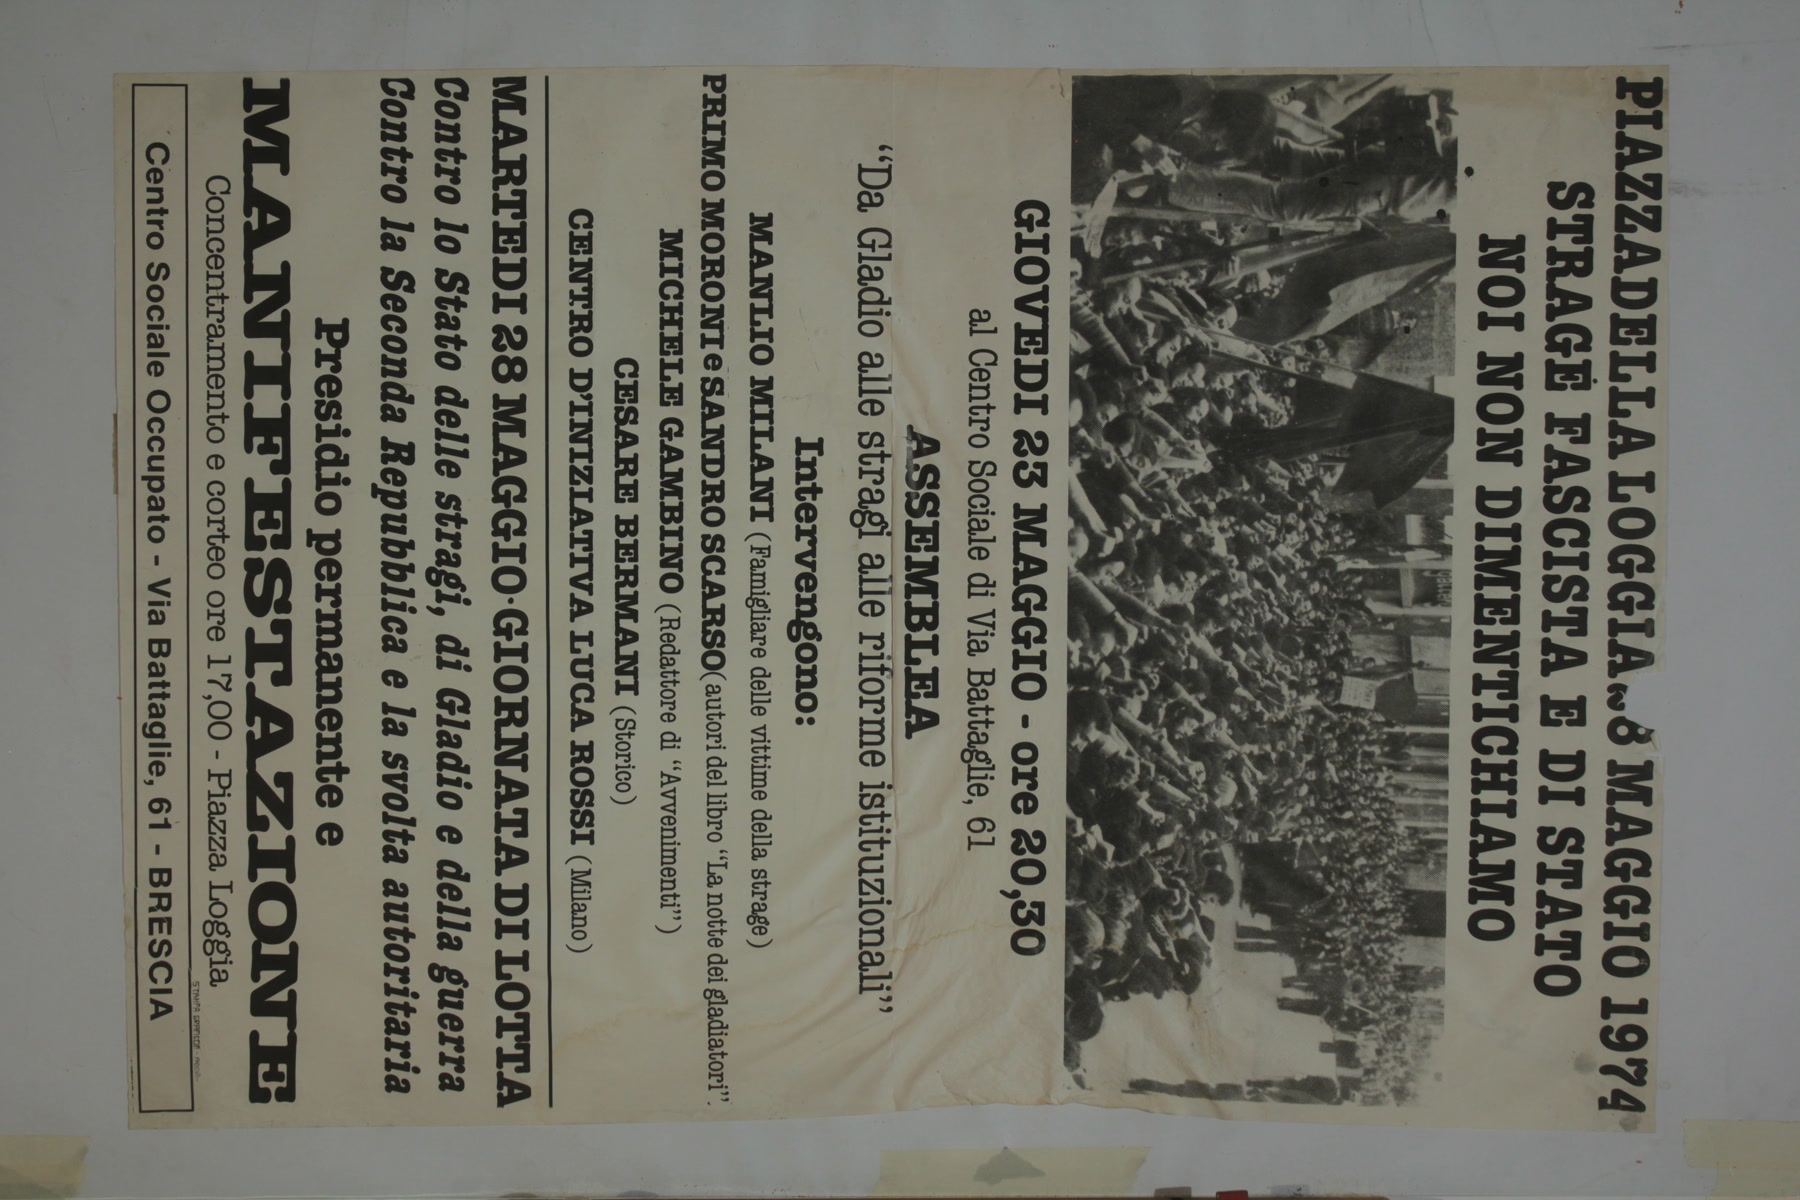 PIAZZA DELLA LOGGIA 28 MAGGIO 1974
STRAGE FASCISTA E DI STATO
NOI NON DIMENTICHIAMO
GIOVEDI 23 MAGGIO - ore 20,30
al Centro Sociale di Via Battaglie, 61
ASSEMBLEA
“Da Gladio alle stragi alle riforme istituzionali”
Intervengono:
MANLIO MILANI (Famigliare delle vittime della strage)
PRIMO MORONI e SANDRO SCARSO (autori del libro “La notte dei gladiatori”.
MICHELE GAMBINO (Redattore di “Avvenimenti”)
CESARE BERMANI (Storico)
CENTRO D'INIZIATIVA LUCA ROSSI (Milano)
MARTEDI 28 MAGGIO·GIORNATA DI LOTTA
Contro lo Stato delle stragi, di Gladio e della guerra
Contro la Seconda Repubblica e la svolta autoritaria
Presidio permanente e
MANIFESTAZIONE
Concentramento e corteo ore 17,00 - Piazza Loggia
Centro Sociale Occupato - Via Battaglie, 61 - BRESCIA